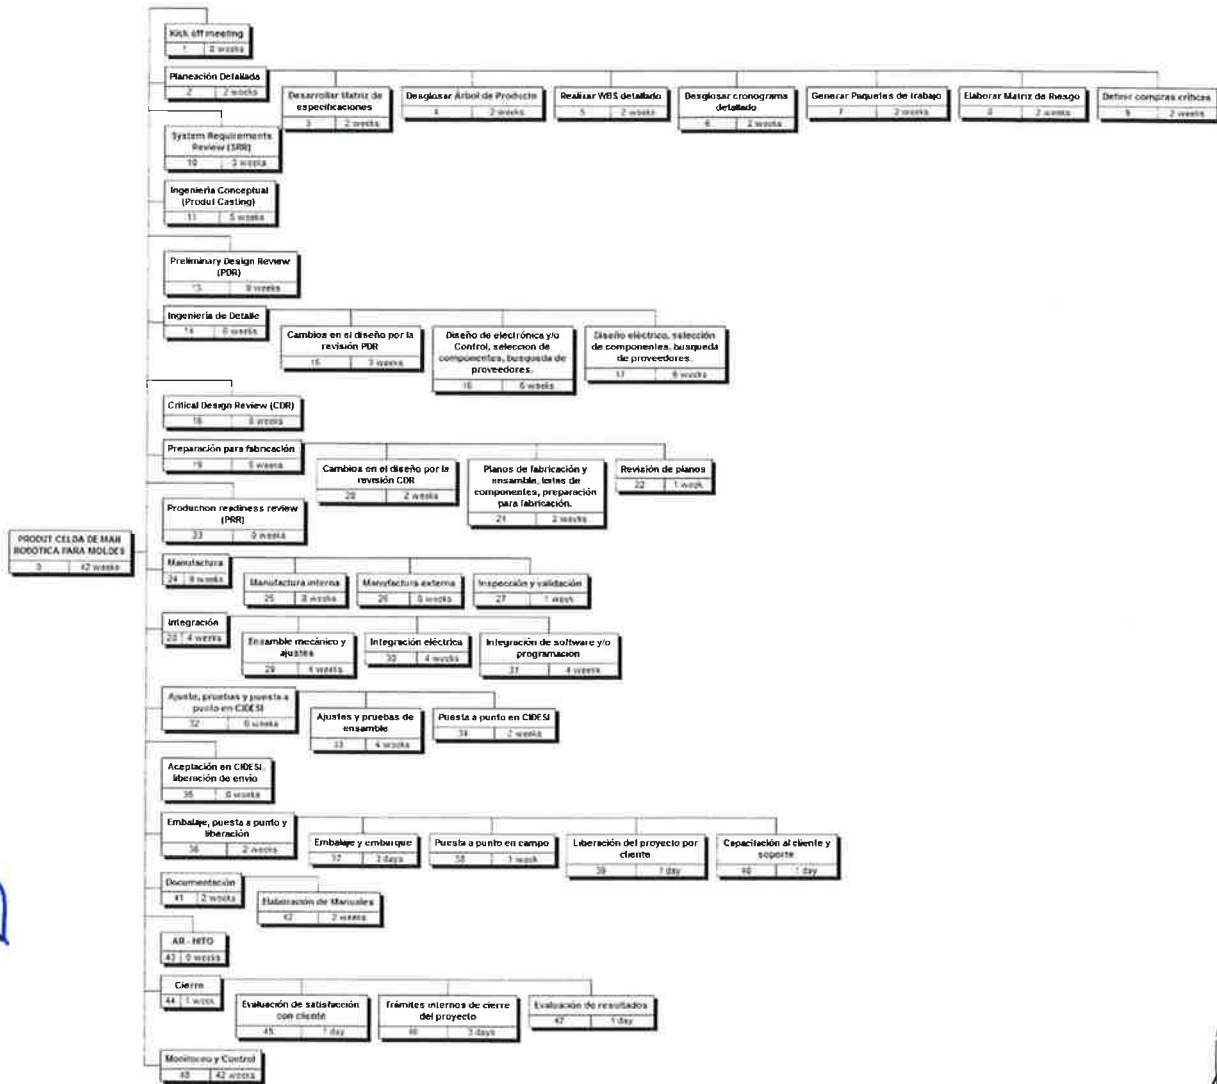 Kick off meeting
1 0 weeks
Planeación Detallada
2 2 weeks
Desarrollar Matriz de
especificaciones
3 2 weeks
Desglosar Árbol de Producto
4 2 weeks
Realizar WBS detallado
5 2 weeks
Desglosar cronograma
detallado
6 2 weeks
Generar Paquetes de trabajo
7 2 weeks
Elaborar Matriz de Riesgo
8 2 weeks
Definir compras críticas
9 2 weeks
System Requirements
Review (SRR)
10 3 weeks
Ingeniería Conceptual
(Produt Casting)
11 5 weeks
Preliminary Design Review
(PDR)
13 0 weeks
Ingeniería de Detalle
14 6 weeks
Cambios en el diseño por la
revisión PDR
15 3 weeks
Diseño de electrónica y/o
Control, seleccion de
componentes, busqueda de
proveedores.
16 6 weeks
Diseño eléctrico, selección
de componentes, busqueda
de proveedores.
17 6 weeks
Critical Design Review (CDR)
18 0 weeks
Preparación para fabricación
19 5 weeks
Cambios en el diseño por la
revisión CDR
20 2 weeks
Planos de fabricación y
ensamble, listas de
componentes, preparación
para fabricación.
21 weeks
Revisión de planos
22 1 week
Production readiness review
(PRR)
23 0 weeks
PRODUT CELDA DE MAN
ROBOTICA PARA MOLDES
0 42 weeks
Manufactura
24 weeks
Manufactura interna
25 8 weeks
Manufactura externa
26 weeks
Inspección y validación
27 1 week
Integración
28 4 weeks
Ensamble mecánico y
ajustes
29 4 weeks
Integración eléctrica
30 4 weeks
Integración de software y/o
programación
31 4 weeks
Ajuste, pruebas y puesta a
punto en CIDESI
32 6 weeks
Ajustes y pruebas de
ensamble
33 4 weeks
Puesta a punto en CIDESI
34 2 weeks
Aceptación en CIDESI,
liberación de envio
35 0 weeks
Embalaje, puesta a punto y
liberación
36 2 weeks
Embalaje y embarque
37 3 days
Puesta a punto en campo
38 1 week
Liberación del proyecto por
cliente
39 1 day
Capacitación al cliente y
soporte
40 1 day
Documentación
41 2 weeks
Elaboración de Manuales
42 2 weeks
AR - HITO
43 0 weeks
Cierre
44 1 week
Evaluación de satisfacción
con cliente
45 1 day
Trámites internos de cierre
del proyecto
46 3 days
Evaluación de resultados
47 1 day
Monitoreo y Control
48 42 weeks